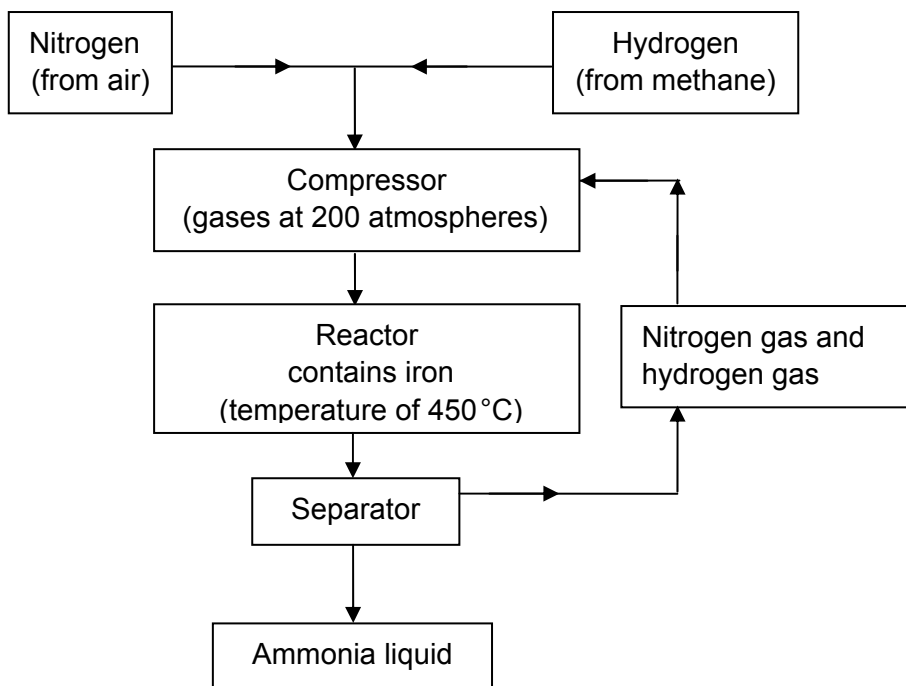 Nitrogen
(from air)
Hydrogen
(from methane)
Compressor
(gases at 200 atmospheres)
Reactor
contains iron
(temperature of 450 °C)
Nitrogen gas and
hydrogen gas
Separator
Ammonia liquid